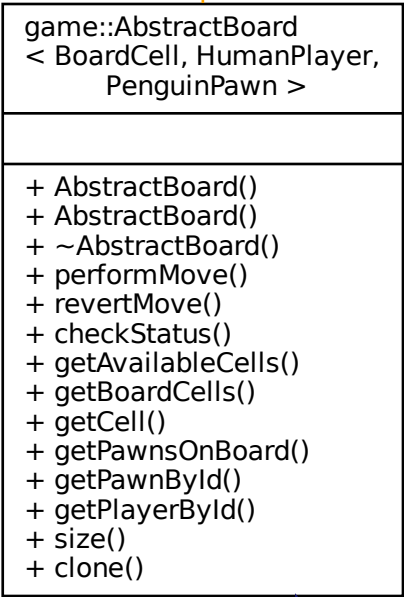 game::AbstractBoard
< BoardCell, HumanPlayer,
PenguinPawn >
+ AbstractBoard()
+ AbstractBoard()
+ ~AbstractBoard()
+ performMove()
+ revertMove()
+ checkStatus()
+ getAvailableCells()
+ getBoardCells()
+ getCell()
+ getPawnsOnBoard()
+ getPawnById()
+ getPlayerById()
+ size()
+ clone()